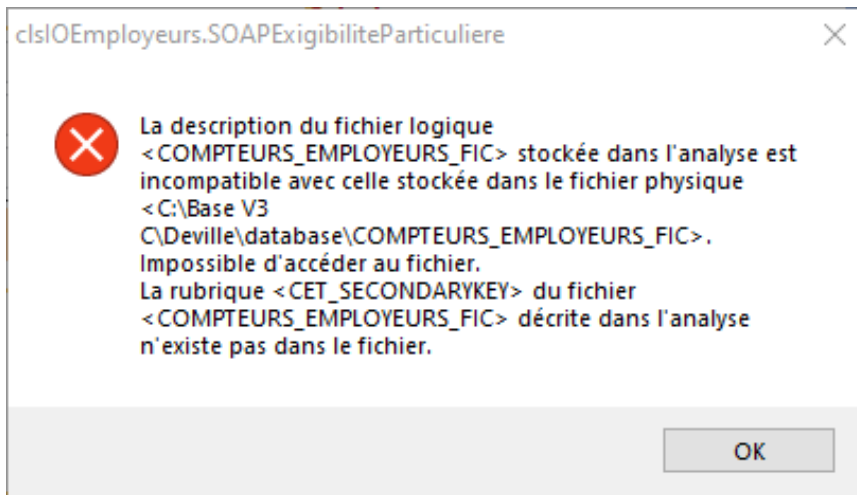 clsIOEmployeurs.SOAPExigibiliteParticuliere
La description du fichier logique
<COMPTEURS_EMPLOYEURS_FIC> stockée dans l'analyse est
incompatible avec celle stockée dans le fichier physique
<C:\Base V3
C\Deville\database\COMPTEURS_EMPLOYEURS_FIC>.
Impossible d'accéder au fichier.
La rubrique <CET_SECONDARYKEY> du fichier
<COMPTEURS_EMPLOYEURS_FIC> décrite dans l'analyse
n'existe pas dans le fichier.
OK